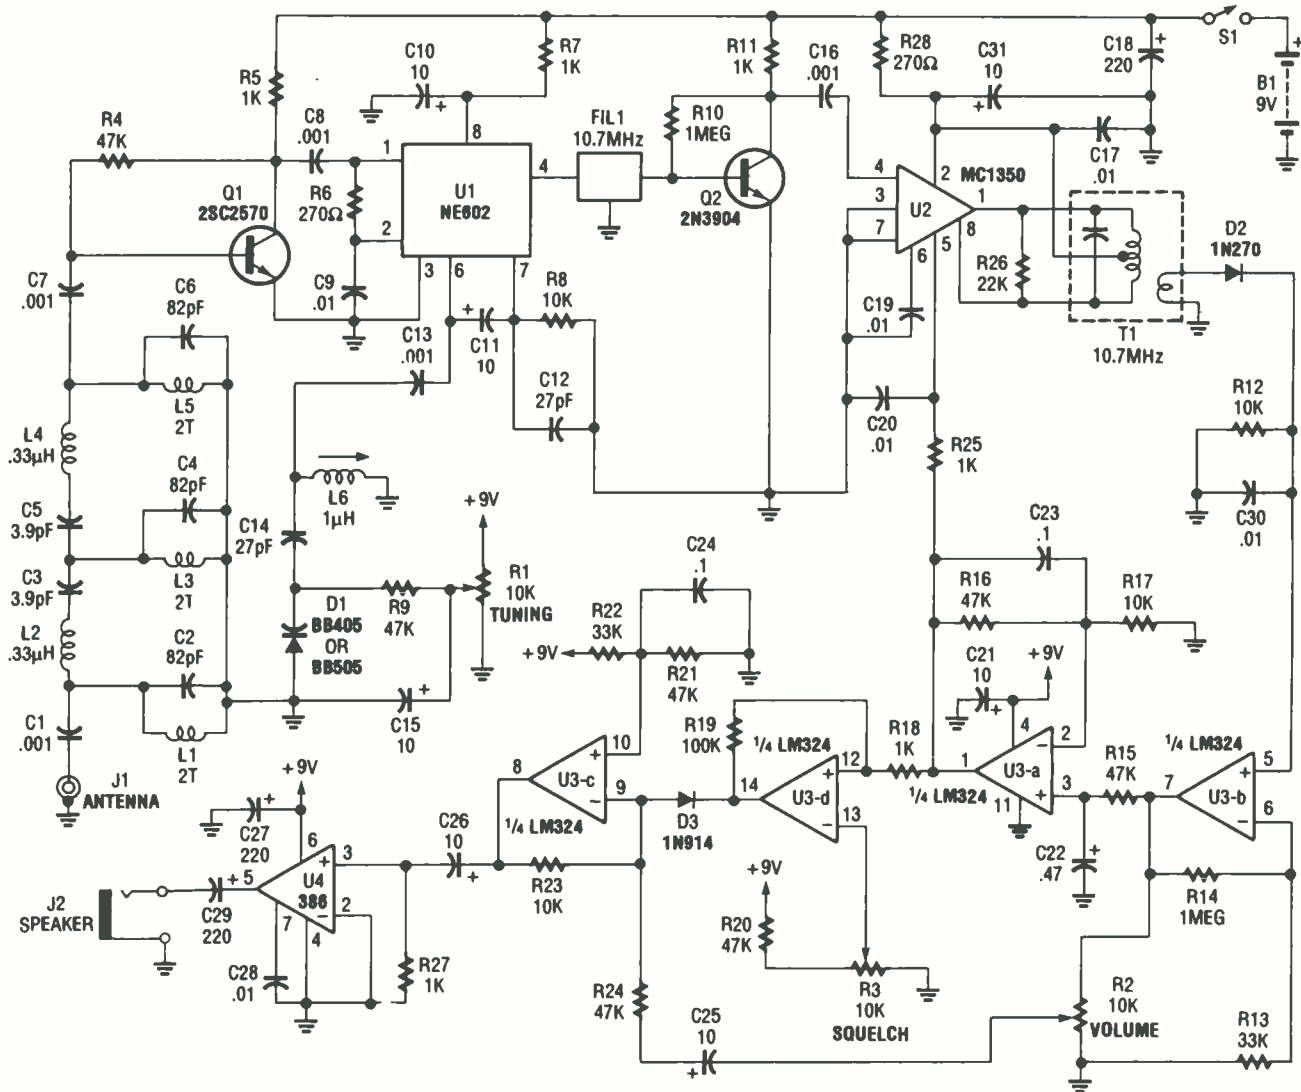 C10
10
+
R7
1K
R11
1K
C16
.001
R28
270Ω
C31
10
+
C18
220
+
S1
B1
9V
+
R5
1K
R4
47K
C8
.001
R6
270Ω
1
2
8
U1
NE602
4
3
6
7
FIL1
10.7MHz
R10
1MEG
Q2
2N3904
4
3
7
2
MC1350
U2
1
8
5
6
C17
.01
R26
22K
T1
10.7MHz
D2
1N270
Q1
2SC2570
C7
.001
C6
82pF
C9
.01
C13
.001
+
C11
10
R8
10K
C12
27pF
C19
.01
C20
.01
R25
1K
R12
10K
C30
.01
L5
2T
L4
.33µH
C4
82pF
C5
3.9pF
C3
3.9pF
L3
2T
L2
.33µH
C2
82pF
L1
2T
C1
.001
J1
ANTENNA
L6
1µH
C14
27pF
+9V
R1
10K
TUNING
R9
47K
D1
BB405
OR
BB505
C15
10
+
C24
.1
R22
33K
+9V
R21
47K
C23
.1
R16
47K
R17
10K
C21
10
+
+9V
R19
100K
R18
1K
¼ LM324
12
+
U3-d
14
–
13
4
2
–
U3-a
1
+
3
11
¼ LM324
R15
47K
¼ LM324
5
+
U3-b
7
–
6
C22
.47
+
R14
1MEG
8
+
10
U3-c
–
9
¼ LM324
D3
1N914
R23
10K
C26
10
+
+9V
C27
220
+
6
3
+
U4
386
–
2
5
7
4
+
C29
220
J2
SPEAKER
C28
.01
R27
1K
R24
47K
C25
10
+
+9V
R20
47K
R3
10K
SQUELCH
R2
10K
VOLUME
R13
33K